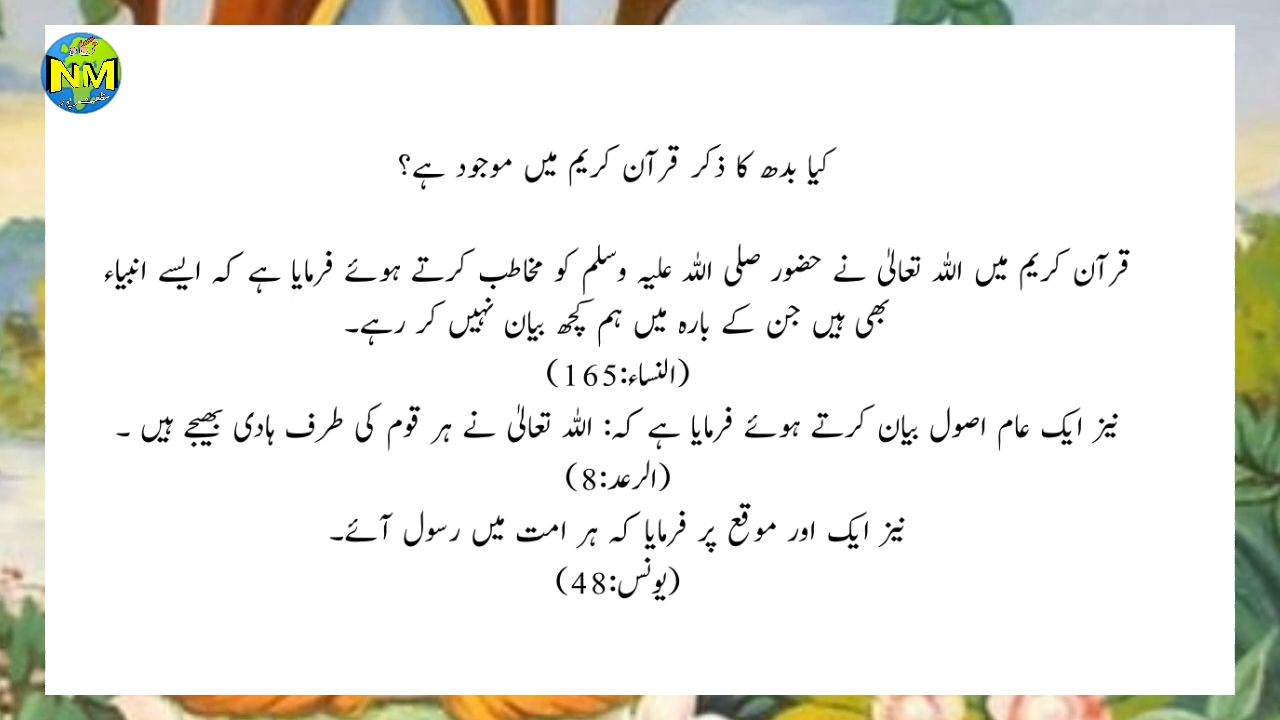 NM
کیا بدھ کا ذکر قرآن کریم میں موجود ہے؟
قرآن کریم میں اللہ تعالیٰ نے حضور صلی اللہ علیہ وسلم کو مخاطب کرتے ہوئے فرمایا ہے کہ ایسے انبیاء
بھی ہیں جن کے بارہ میں ہم کچھ بیان نہیں کر رہے۔
(النساء:165)
نیز ایک عام اصول بیان کرتے ہوئے فرمایا ہے کہ: اللہ تعالیٰ نے ہر قوم کی طرف ہادی بھیجے ہیں ۔
(الرعد:8)
نیز ایک اور موقع پر فرمایا کہ ہر امت میں رسول آئے۔
(یونس:48)